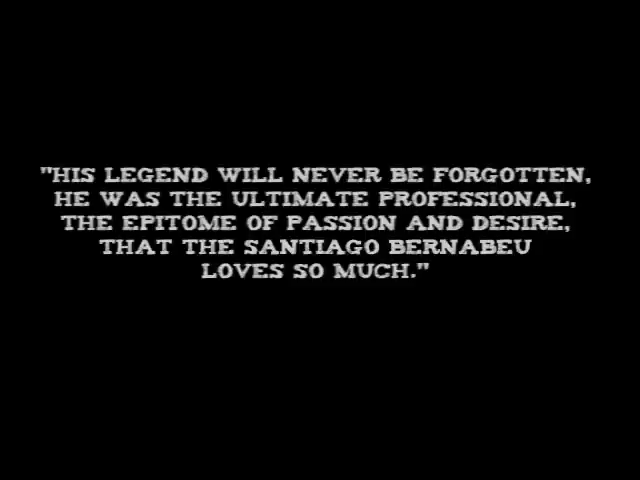 "HIS LEGEND WILL NEVER BE FORGOTTEN,
HE WAS THE ULTIMATE PROFESSIONAL,
THE EPITOME OF PASSION AND DESIRE,
THAT THE SANTIAGO BERNABEU
LOVES SO MUCH."